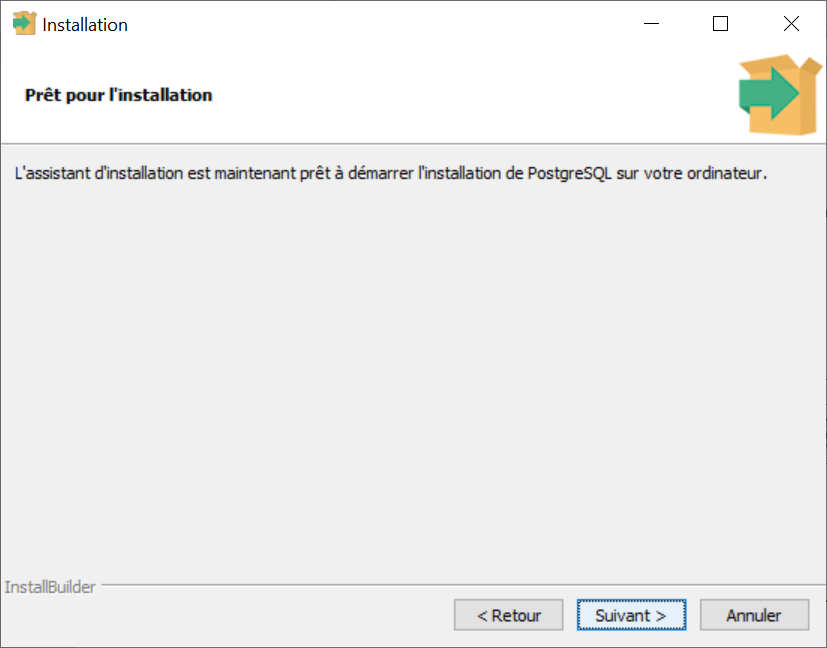 Installation
Prêt pour l'installation
L'assistant d'installation est maintenant prêt à démarrer l'installation de PostgreSQL sur votre ordinateur.
InstallBuilder
< Retour
Suivant >
Annuler